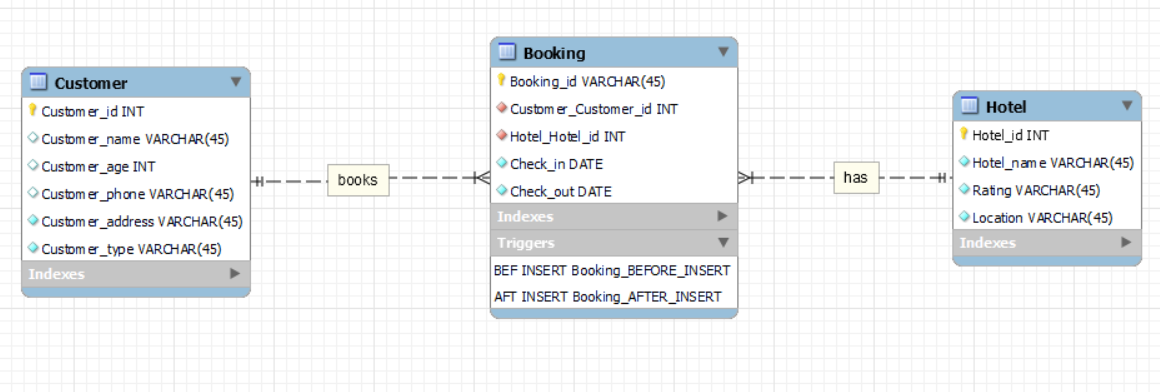 Customer
Customer_id INT
Customer_name VARCHAR(45)
Customer_age INT
Customer_phone VARCHAR(45)
Customer_address VARCHAR(45)
Customer_type VARCHAR(45)
Indexes
books
Booking
Booking_id VARCHAR(45)
Customer_Customer_id INT
Hotel_Hotel_id INT
Check_in DATE
Check_out DATE
Indexes
Triggers
BEF INSERT Booking_BEFORE_INSERT
AFT INSERT Booking_AFTER_INSERT
has
Hotel
Hotel_id INT
Hotel_name VARCHAR(45)
Rating VARCHAR(45)
Location VARCHAR(45)
Indexes